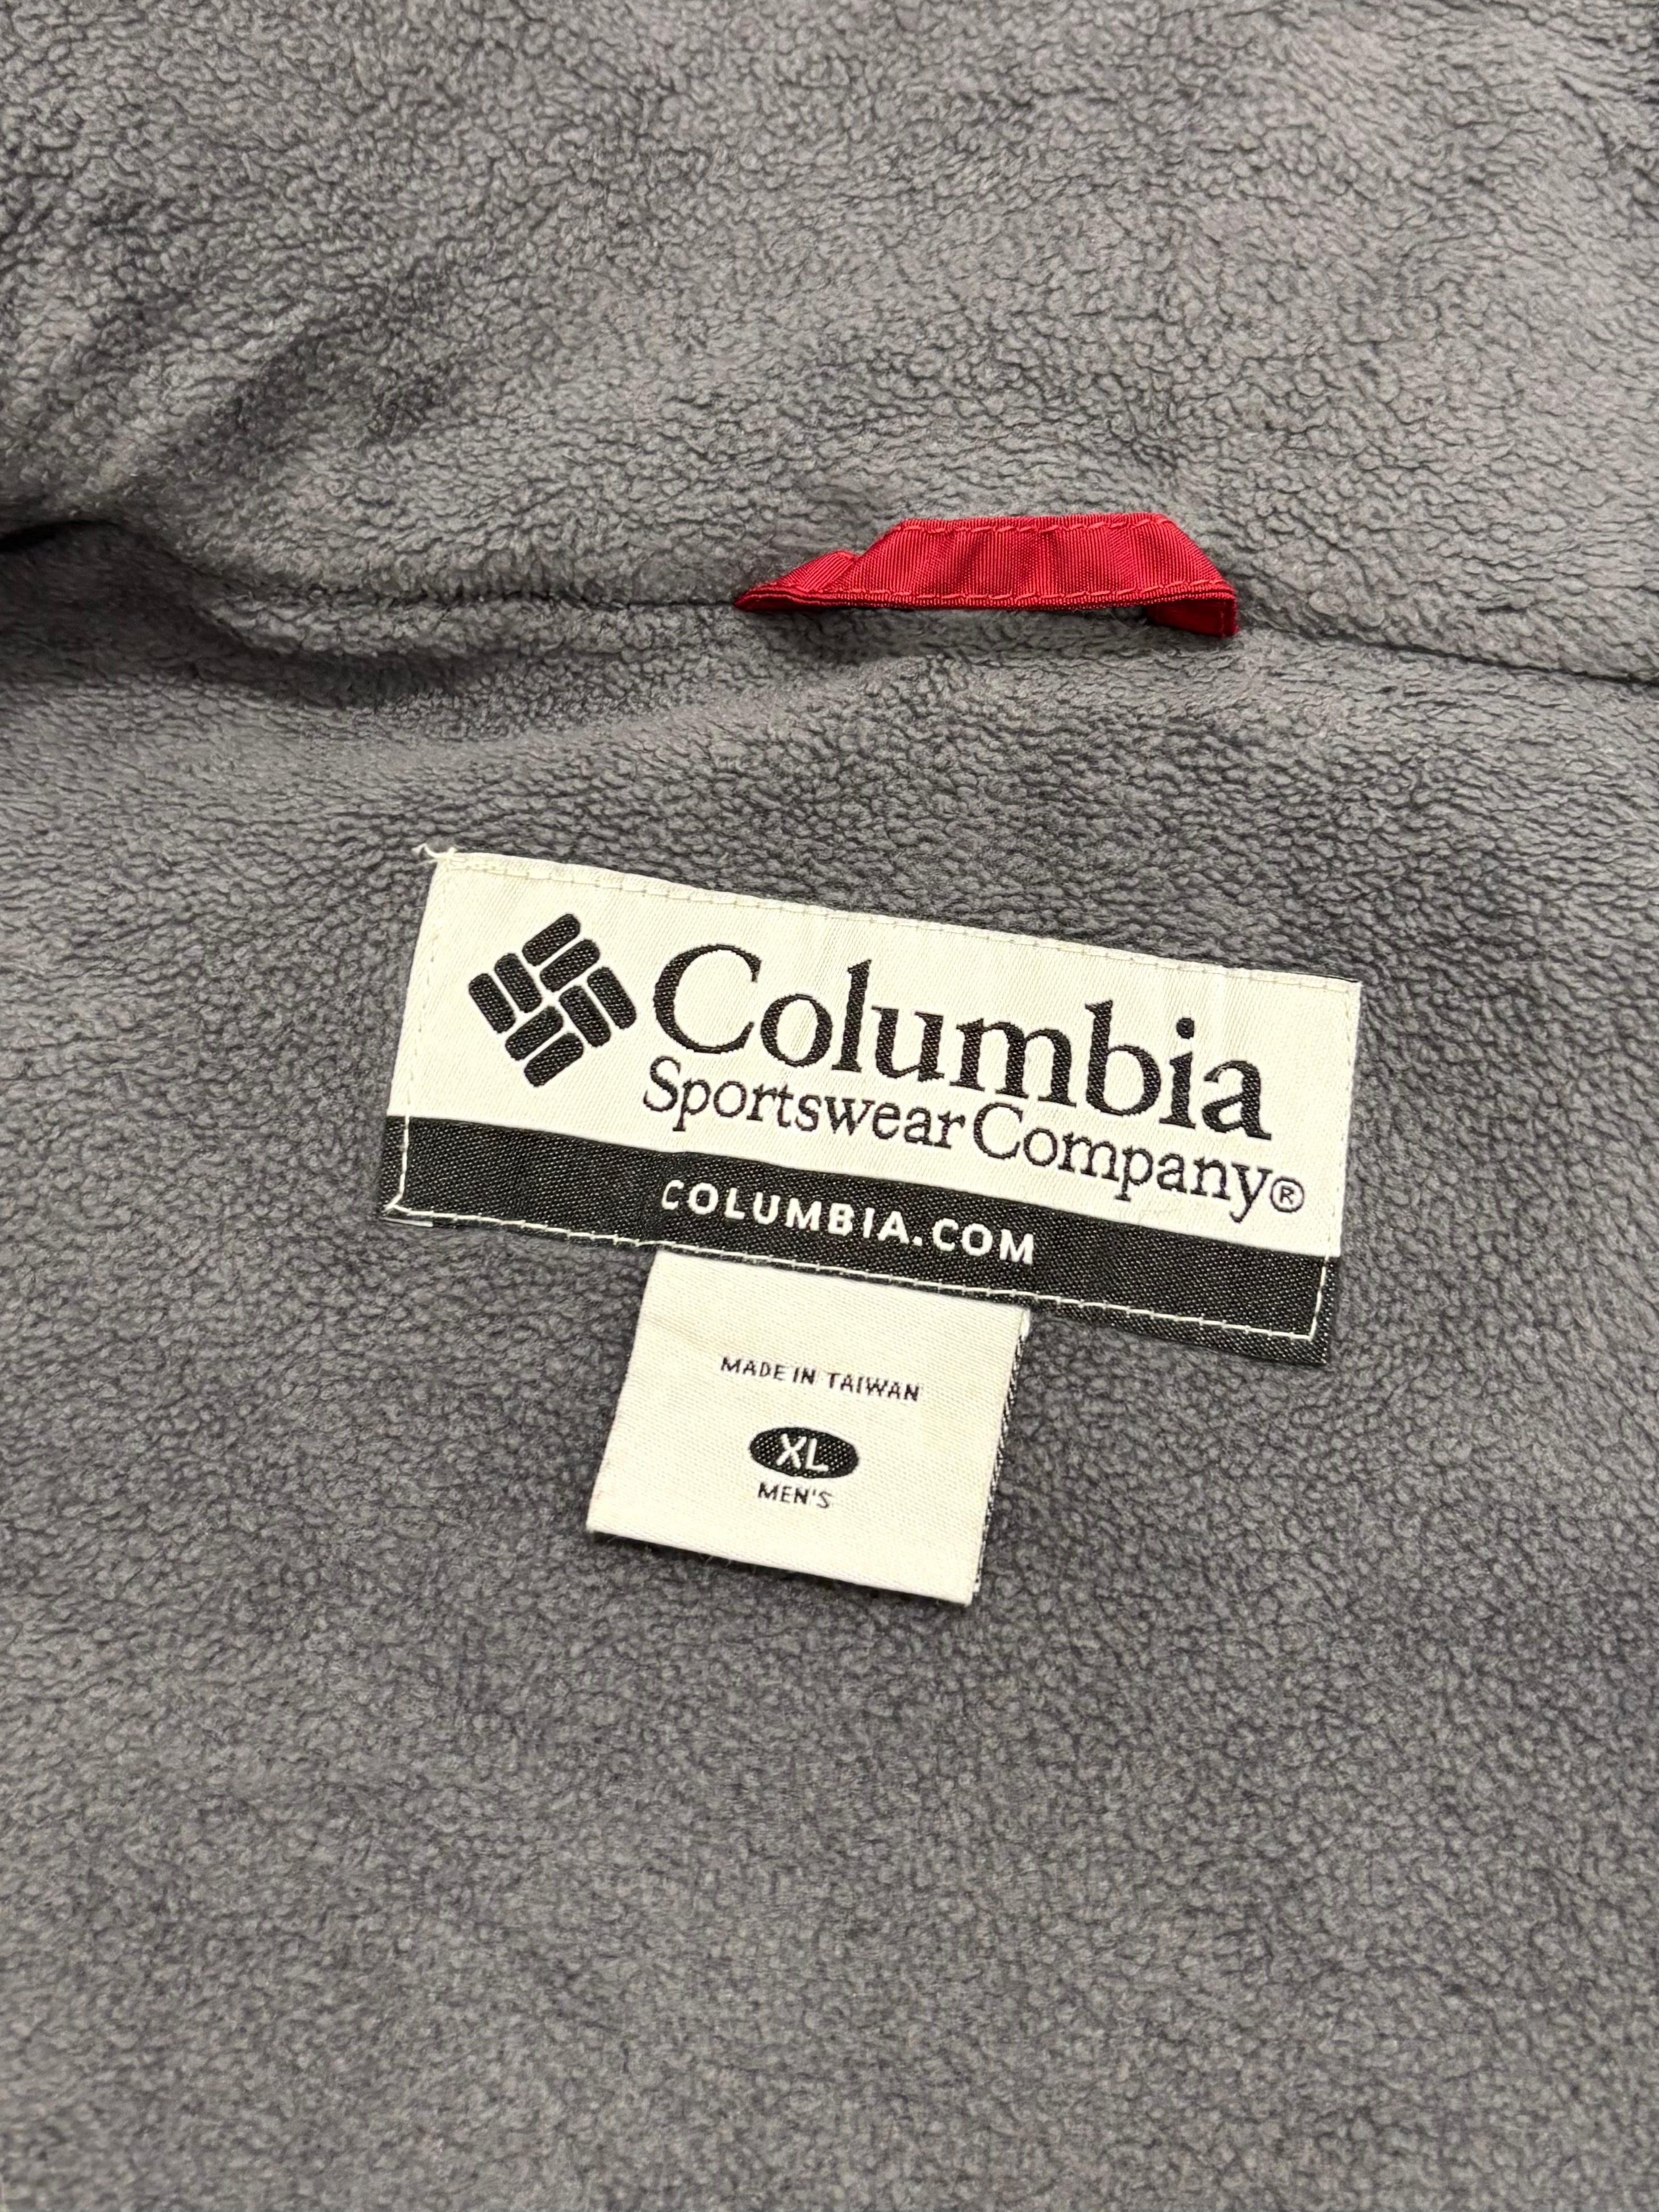 Columbia
Sportswear Company®
COLUMBIA.COM
MADE IN TAIWAN
XL
MEN'S